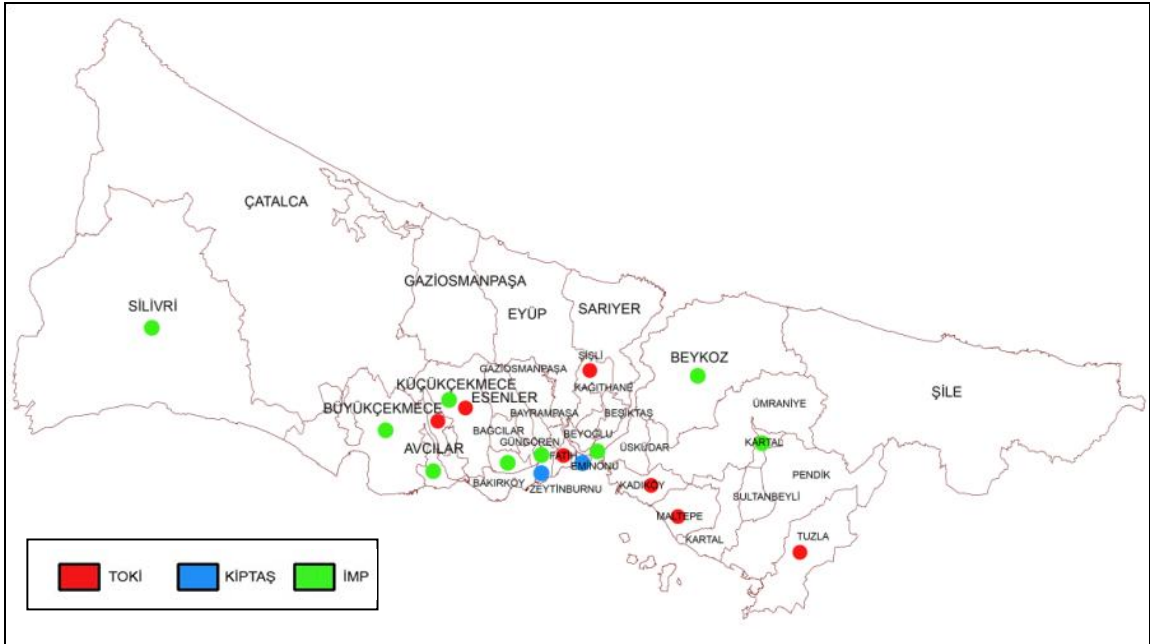 ÇATALCA
GAZİOSMANPAŞA
SİLİVRİ
EYÜP
SARIYER
ŞİŞLİ
BEYKOZ
GAZİOSMANPAŞA
KÜÇÜKÇEKMECE
KAĞITHANE
ŞİLE
ESENLER
ÜMRANİYE
BÜYÜKÇEKMECE
BAYRAMPAŞA
BEŞİKTAŞ
BAĞCILAR
BEYOĞLU
GÜNGÖREN
KARTAL
AVCILAR
ÜSKÜDAR
FATİH
EMİNÖNÜ
PENDİK
BAKIRKÖY
ZEYTİNBURNU
KADIKÖY
SULTANBEYLİ
MALTEPE
KARTAL
TUZLA
TOKİ
KİPTAŞ
İMP